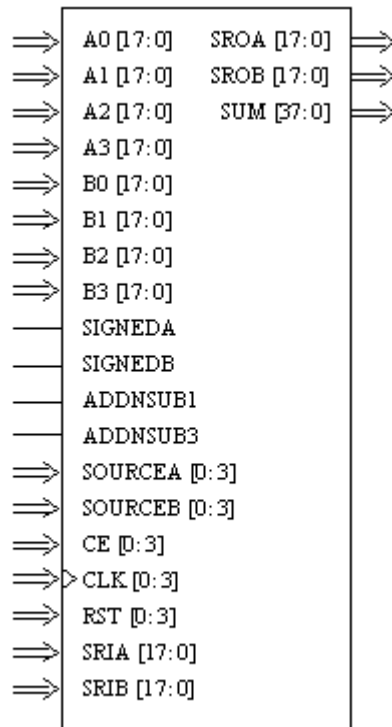 A0 [17:0] SROA [17:0]
A1 [17:0] SROB [17:0]
A2 [17:0] SUM [37:0]
A3 [17:0]
B0 [17:0]
B1 [17:0]
B2 [17:0]
B3 [17:0]
SIGNEDA
SIGNEDB
ADDNSUB1
ADDNSUB3
SOURCEA [0:3]
SOURCEB [0:3]
CE [0:3]
CLK [0:3]
RST [0:3]
SRIA [17:0]
SRIB [17:0]